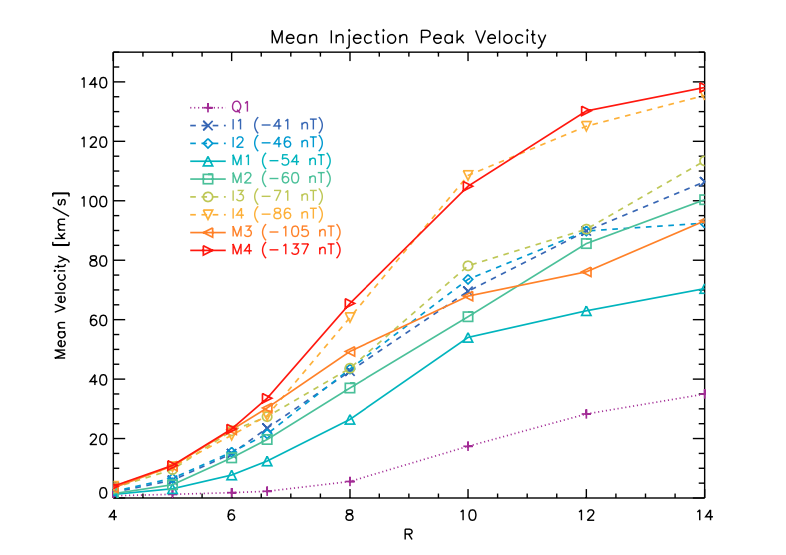 Mean Injection Peak Velocity
Mean Velocity [km/s]
140
120
100
80
60
40
20
0
Q1
I1 (−41 nT)
I2 (−46 nT)
M1 (−54 nT)
M2 (−60 nT)
I3 (−71 nT)
I4 (−86 nT)
M3 (−105 nT)
M4 (−137 nT)
4 6 8 10 12 14
R